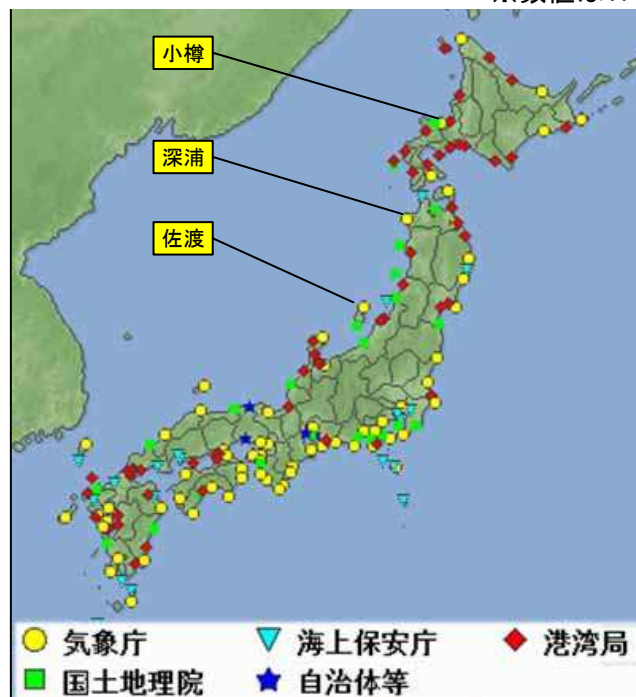 小樽
深浦
佐渡
気象庁 海上保安庁 港湾局
国土地理院 自治体等